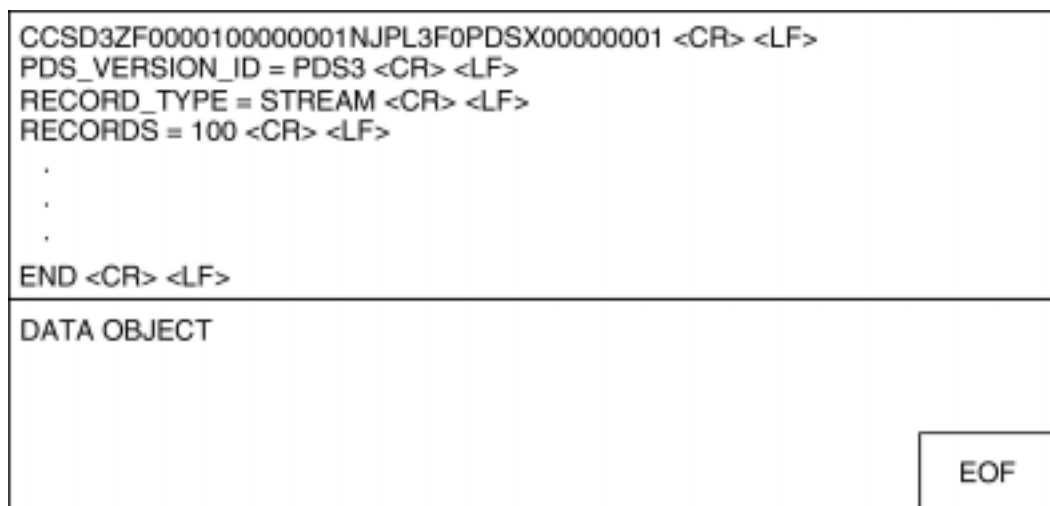 CCSD3ZF0000100000001NJPL3F0PDSX00000001 <CR> <LF>
PDS_VERSION_ID = PDS3 <CR> <LF>
RECORD_TYPE = STREAM <CR> <LF>
RECORDS = 100 <CR> <LF>
.
.
.
END <CR> <LF>
DATA OBJECT
EOF